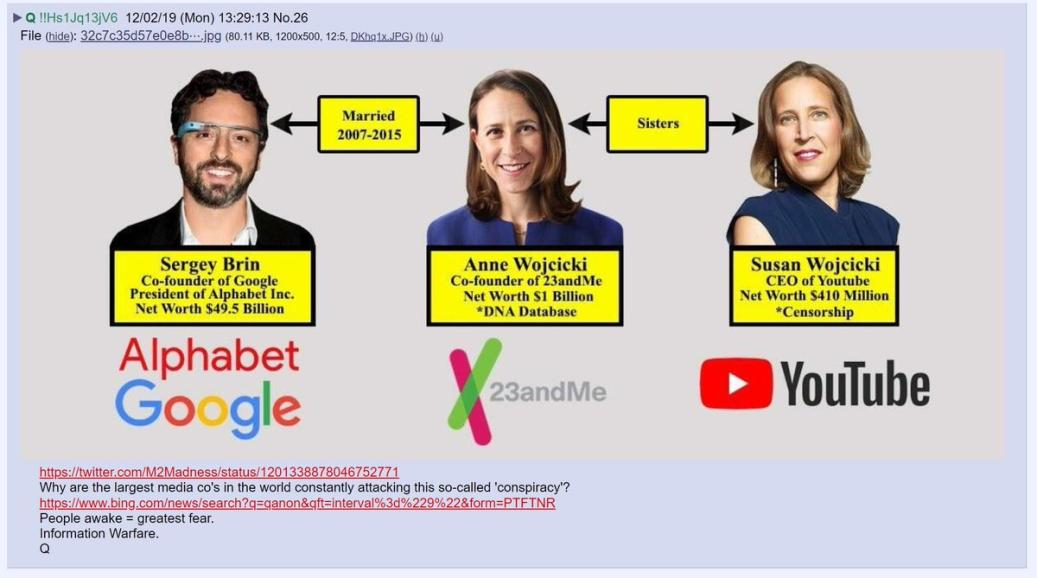 ▶ Q !!Hs1Jq13jV6 12/02/19 (Mon) 13:29:13 No.26
File (hide): 32c7c35d57e0e8b⋯.jpg (80.11 KB, 1200x500, 12:5, DKhq1x.JPG) (h) (u)
Married
2007-2015
Sisters
Sergey Brin
Co-founder of Google
President of Alphabet Inc.
Net Worth $49.5 Billion
Anne Wojcicki
Co-founder of 23andMe
Net Worth $1 Billion
*DNA Database
Susan Wojcicki
CEO of Youtube
Net Worth $410 Million
*Censorship
Alphabet
Google
23andMe
YouTube
https://twitter.com/M2Madness/status/1201338878046752771
Why are the largest media co's in the world constantly attacking this so-called 'conspiracy'?
https://www.bing.com/news/search?q=qanon&qft=interval%3d%229%22&form=PTFTNR
People awake = greatest fear.
Information Warfare.
Q